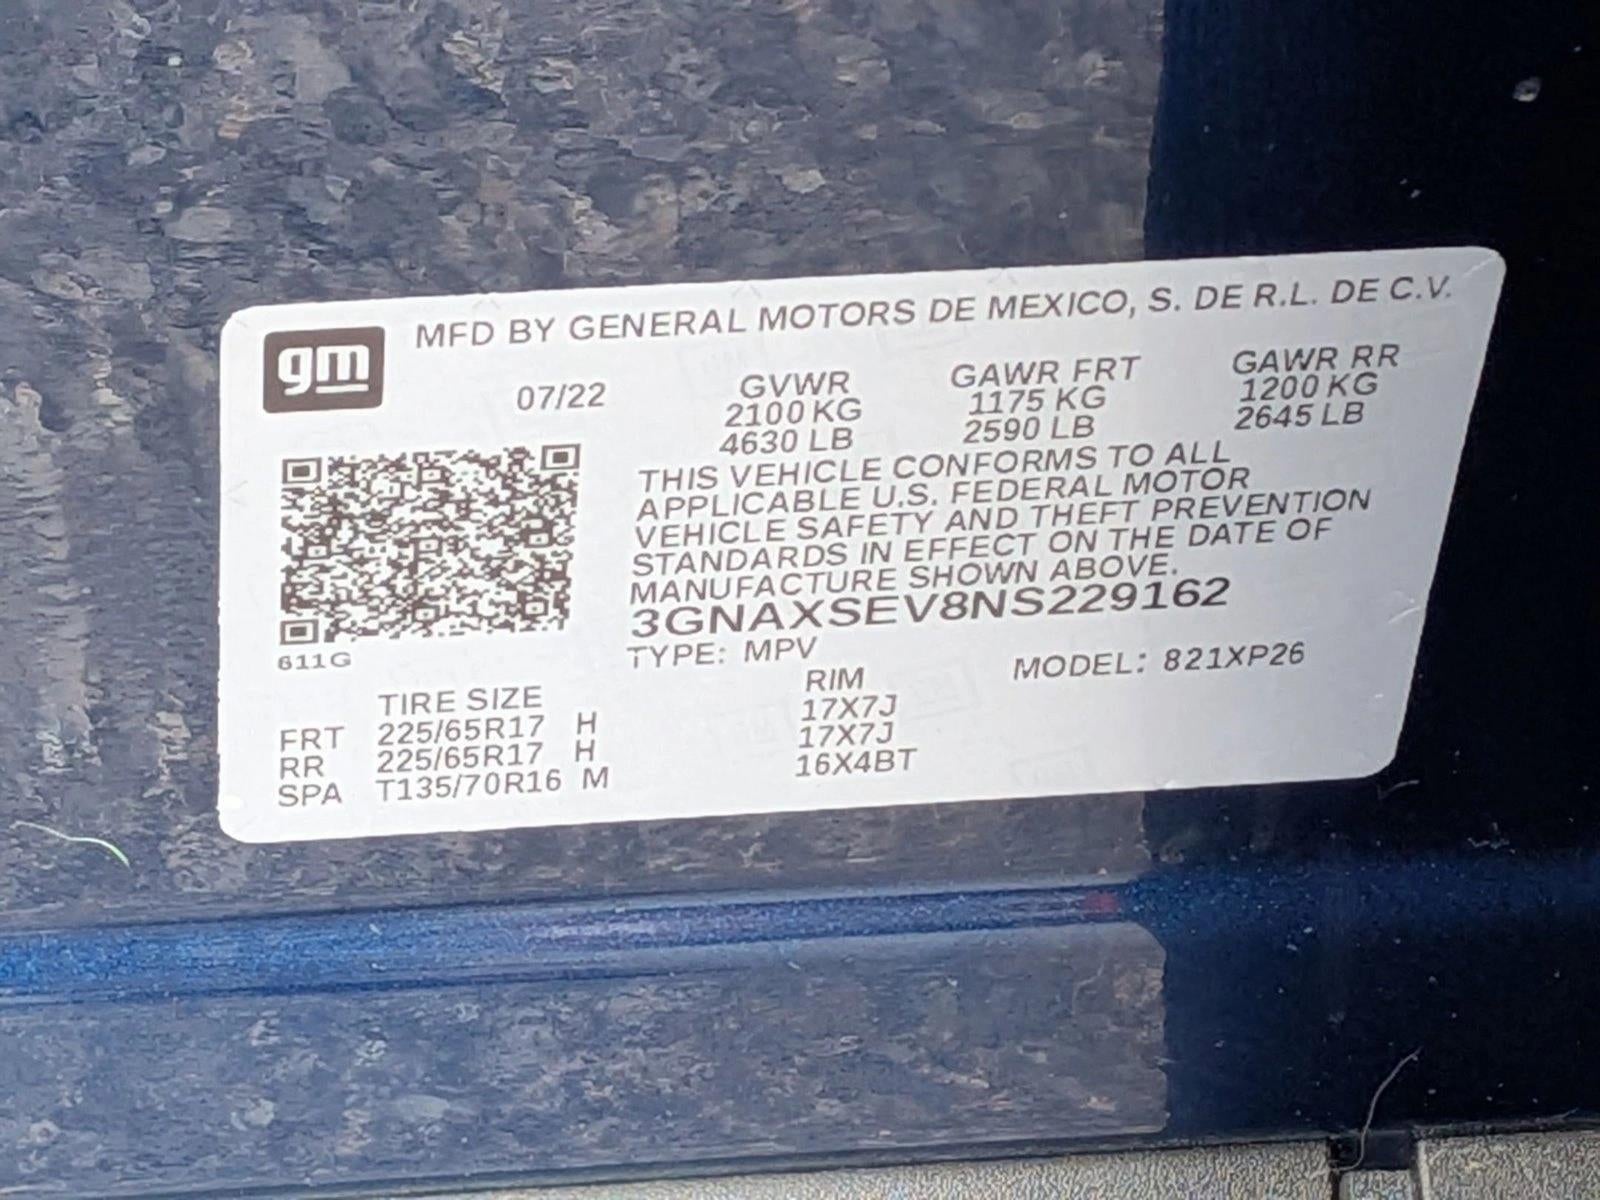 gm
MFD BY GENERAL MOTORS DE MEXICO, S. DE R.L. DE C.V.
07/22
GVWR GAWR FRT GAWR RR
2100 KG 1175 KG 1200 KG
4630 LB 2590 LB 2645 LB
THIS VEHICLE CONFORMS TO ALL
APPLICABLE U.S. FEDERAL MOTOR
VEHICLE SAFETY AND THEFT PREVENTION
STANDARDS IN EFFECT ON THE DATE OF
MANUFACTURE SHOWN ABOVE.
3GNAXSEV8NS229162
611G
TYPE: MPV MODEL: 821XP26
TIRE SIZE RIM
FRT 225/65R17 H 17X7J
RR 225/65R17 H 17X7J
SPA T135/70R16 M 16X4BT